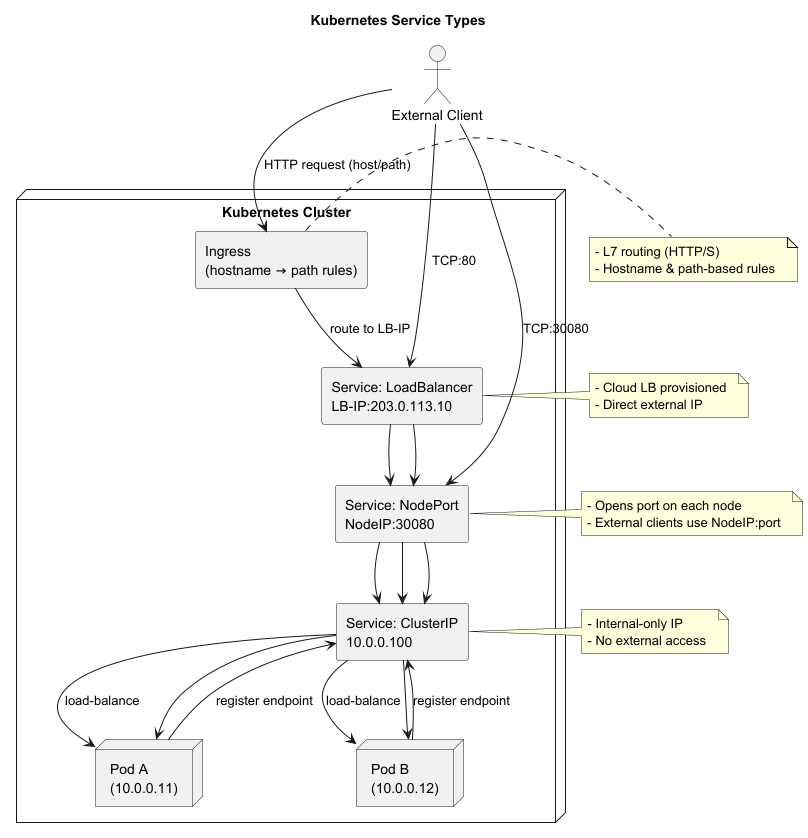 Kubernetes Service Types
External Client
HTTP request (host/path)
Kubernetes Cluster
Ingress
(hostname → path rules)
- L7 routing (HTTP/S)
- Hostname & path-based rules
TCP:80
route to LB-IP
TCP:30080
Service: LoadBalancer
LB-IP:203.0.113.10
- Cloud LB provisioned
- Direct external IP
Service: NodePort
NodeIP:30080
- Opens port on each node
- External clients use NodeIP:port
Service: ClusterIP
10.0.0.100
- Internal-only IP
- No external access
load-balance
register endpoint
load-balance
register endpoint
Pod A
(10.0.0.11)
Pod B
(10.0.0.12)